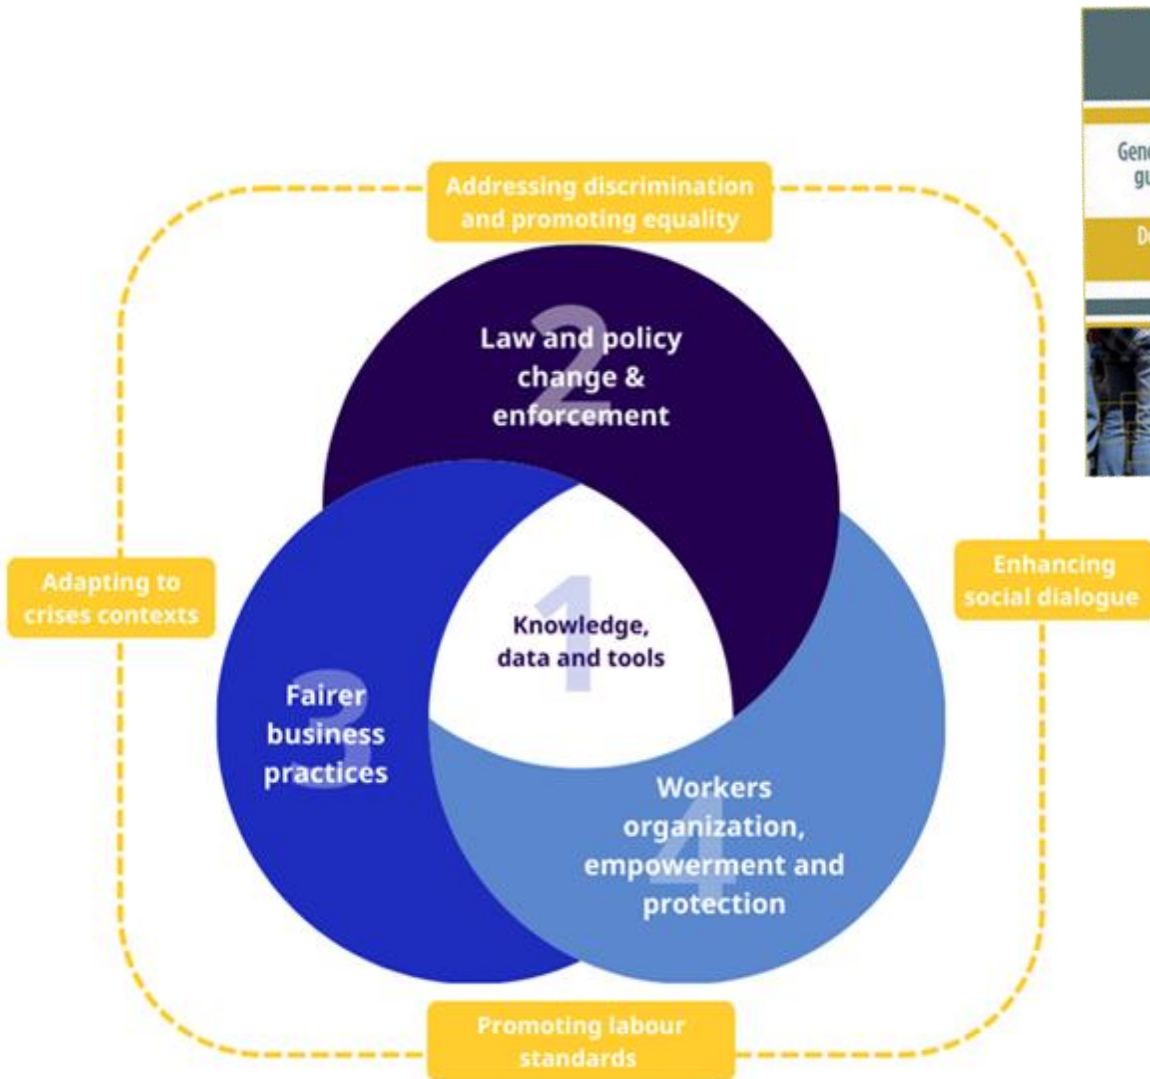 Addressing discrimination
and promoting equality
2
Law and policy
change &
enforcement
Adapting to
crises contexts
Enhancing
social dialogue
1
Knowledge,
data and tools
3
Fairer
business
practices
4
Workers
organization,
empowerment and
protection
Promoting labour
standards